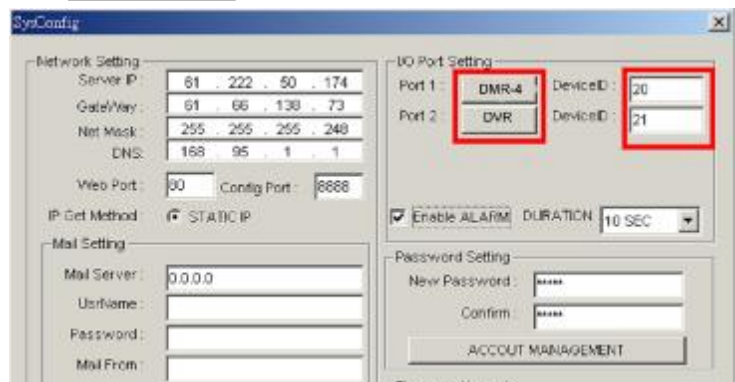 SysConfig
Network Setting
Server IP : 61 . 222 . 50 . 174
GateWay : 61 . 66 . 138 . 73
Net Mask : 255 . 255 . 255 . 248
DNS: 168 . 95 . 1 . 1
Web Port : 80 Config Port : 8888
IP Get Method STATIC IP
Mail Setting
Mail Server : 0.0.0.0
UsrName :
Password :
Mail From :
I/O Port Setting
Port 1 : DMR-4 DeviceID : 20
Port 2 : DVR DeviceID : 21
Enable ALARM DURATION 10 SEC
Password Setting
New Password : *****
Confirm : *****
ACCOUT MANAGEMENT